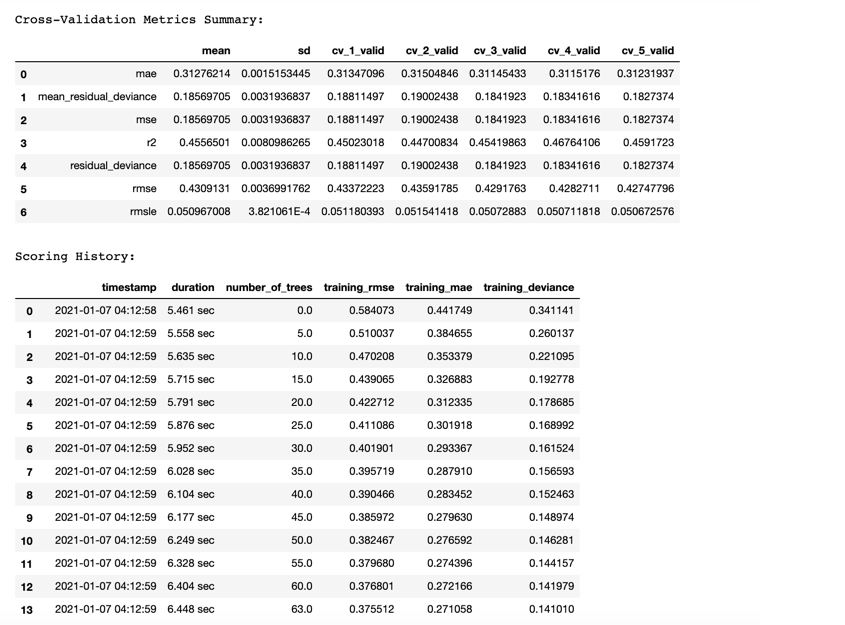 Cross-Validation Metrics Summary:
mean sd cv_1_valid cv_2_valid cv_3_valid cv_4_valid cv_5_valid
0 mae 0.31276214 0.0015153445 0.31347096 0.31504846 0.31145433 0.3115176 0.31231937
1 mean_residual_deviance 0.18569705 0.0031936837 0.18811497 0.19002438 0.1841923 0.18341616 0.1827374
2 mse 0.18569705 0.0031936837 0.18811497 0.19002438 0.1841923 0.18341616 0.1827374
3 r2 0.4556501 0.0080986265 0.45023018 0.44700834 0.45419863 0.46764106 0.4591723
4 residual_deviance 0.18569705 0.0031936837 0.18811497 0.19002438 0.1841923 0.18341616 0.1827374
5 rmse 0.4309131 0.0036991762 0.43372223 0.43591785 0.4291763 0.4282711 0.42747796
6 rmsle 0.050967008 3.821061E-4 0.051180393 0.051541418 0.05072883 0.050711818 0.050672576
Scoring History:
timestamp duration number_of_trees training_rmse training_mae training_deviance
0 2021-01-07 04:12:58 5.461 sec 0.0 0.584073 0.441749 0.341141
1 2021-01-07 04:12:59 5.558 sec 5.0 0.510037 0.384655 0.260137
2 2021-01-07 04:12:59 5.635 sec 10.0 0.470208 0.353379 0.221095
3 2021-01-07 04:12:59 5.715 sec 15.0 0.439065 0.326883 0.192778
4 2021-01-07 04:12:59 5.791 sec 20.0 0.422712 0.312335 0.178685
5 2021-01-07 04:12:59 5.876 sec 25.0 0.411086 0.301918 0.168992
6 2021-01-07 04:12:59 5.952 sec 30.0 0.401901 0.293367 0.161524
7 2021-01-07 04:12:59 6.028 sec 35.0 0.395719 0.287910 0.156593
8 2021-01-07 04:12:59 6.104 sec 40.0 0.390466 0.283452 0.152463
9 2021-01-07 04:12:59 6.177 sec 45.0 0.385972 0.279630 0.148974
10 2021-01-07 04:12:59 6.249 sec 50.0 0.382467 0.276592 0.146281
11 2021-01-07 04:12:59 6.328 sec 55.0 0.379680 0.274396 0.144157
12 2021-01-07 04:12:59 6.404 sec 60.0 0.376801 0.272166 0.141979
13 2021-01-07 04:12:59 6.448 sec 63.0 0.375512 0.271058 0.141010